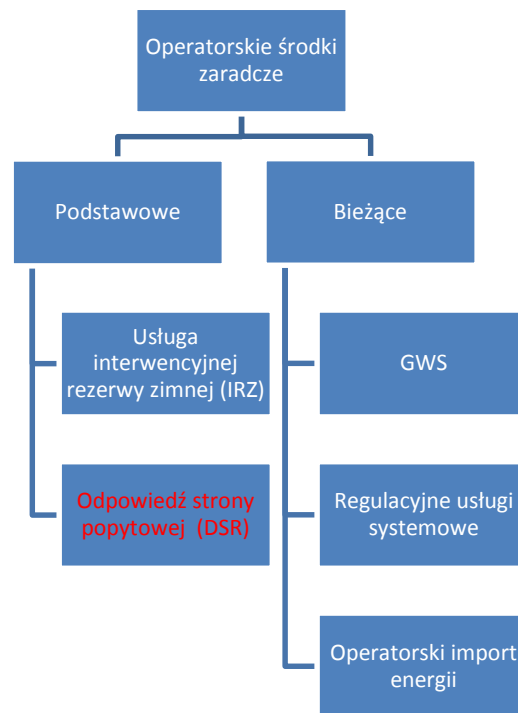 Operatorskie środki
zaradcze
Podstawowe
Bieżące
Usługa
interwencyjnej
rezerwy zimnej (IRZ)
GWS
Odpowiedź strony
popytowej (DSR)
Regulacyjne usługi
systemowe
Operatorski import
energii